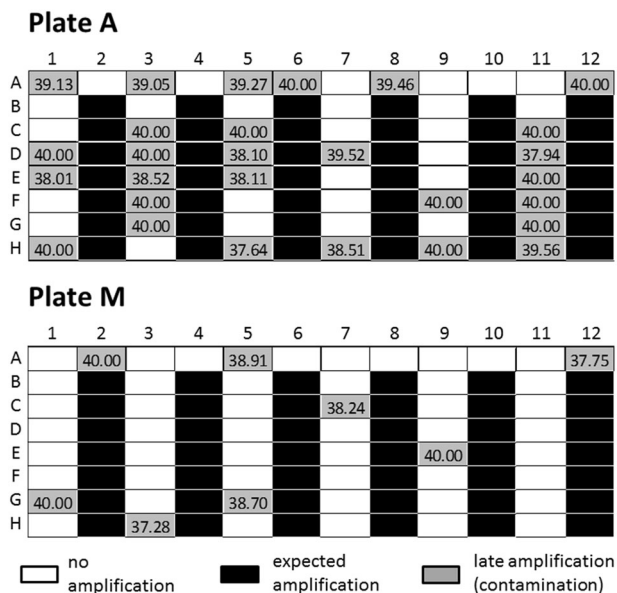 Plate A
1 2 3 4 5 6 7 8 9 10 11 12
A 39.13 39.05 39.27 40.00 39.46 40.00
B
C 40.00 40.00 40.00
D 40.00 40.00 38.10 39.52 37.94
E 38.01 38.52 38.11 40.00
F 40.00 40.00 40.00
G 40.00 40.00
H 40.00 37.64 38.51 40.00 39.56
Plate M
1 2 3 4 5 6 7 8 9 10 11 12
A 40.00 38.91 37.75
B
C 38.24
D
E 40.00
F
G 40.00 38.70
H 37.28
no expected late amplification
amplification amplification (contamination)